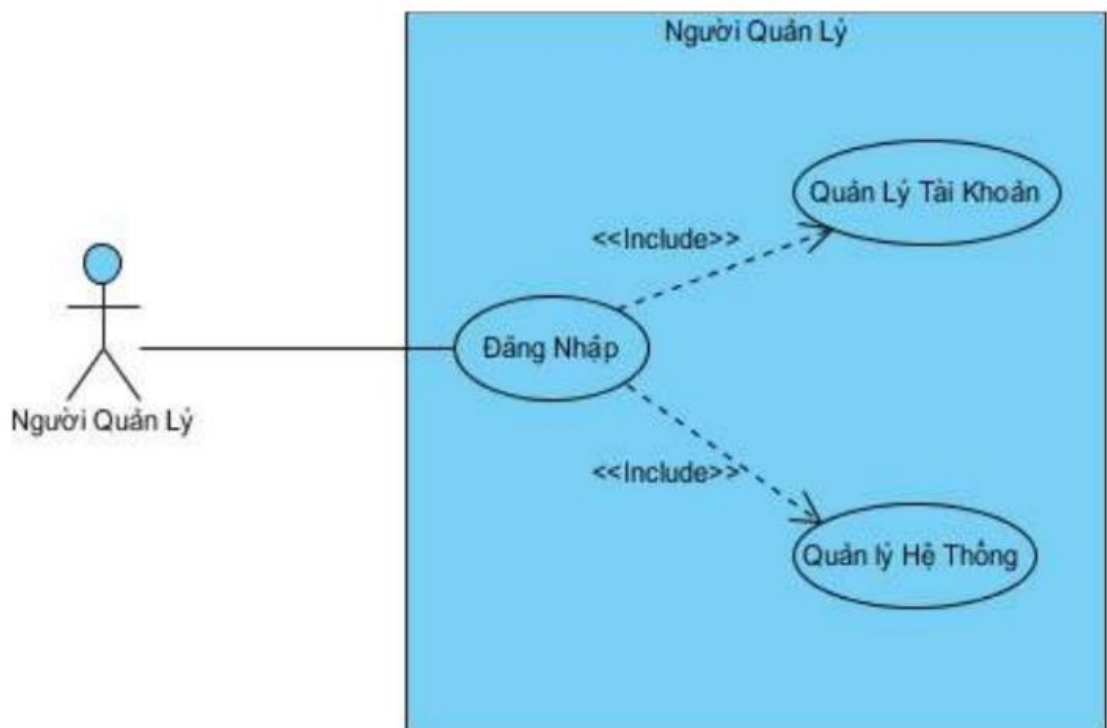 Người Quản Lý
Quản Lý Tài Khoản
<<Include>>
Đăng Nhập
Người Quản Lý
<<Include>>
Quản lý Hệ Thống